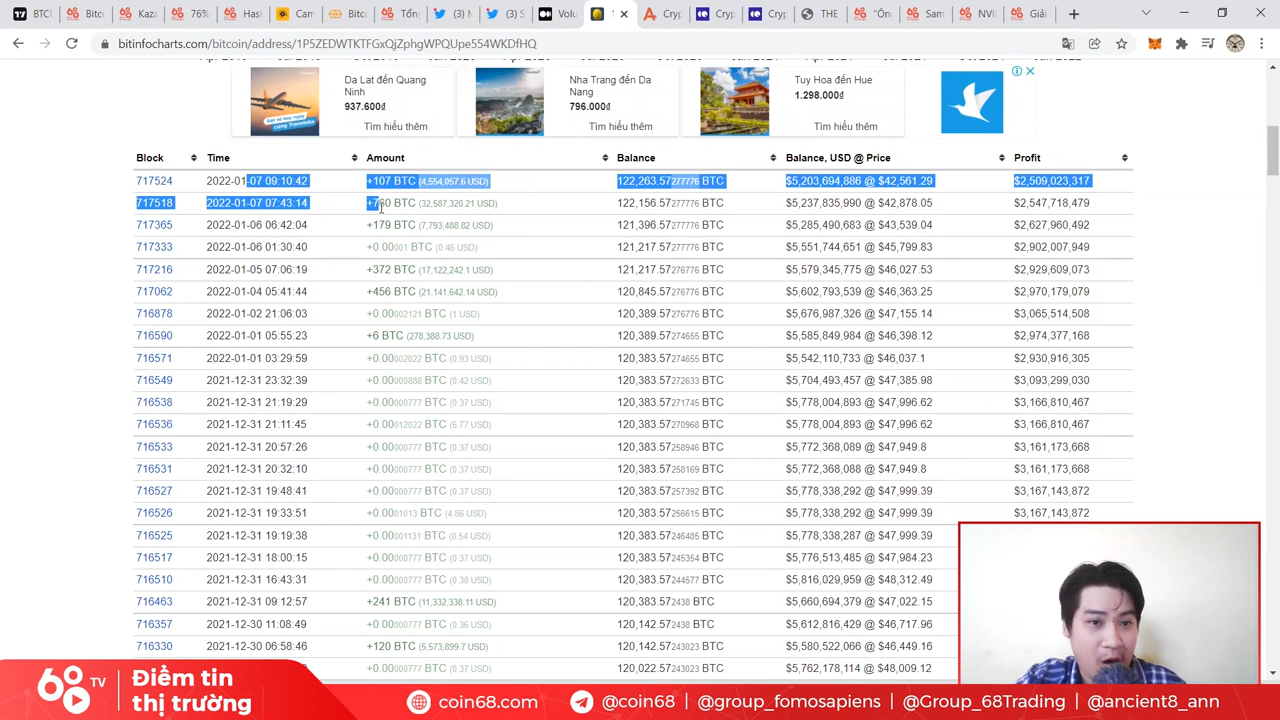 BTCU
Bitc
Kaza
76%
Hash
Cam
Bitco
Tổng
(3) N
(3) S
Volu
1
Cryp
Cryp
Cryp
THE
"Ôn
Sam
NVI
Giải
bitinfocharts.com/bitcoin/address/1P5ZEDWTKTFGxQjZphgWPQUpe554WKDfHQ
Da Lat đến Quang Ninh
937.600₫
Tìm hiểu thêm
Nha Trang đến Da Nang
796.000₫
Tìm hiểu thêm
Tuy Hoa đến Hue
1.298.000₫
Tìm hiểu thêm
Block Time Amount Balance Balance, USD @ Price Profit
717524 2022-01-07 09:10:42 +107 BTC (4,554,057.6 USD) 122,263.57277776 BTC $5,203,694,886 @ $42,561.29 $2,509,023,317
717518 2022-01-07 07:43:14 +760 BTC (32,587,320.21 USD) 122,156.57277776 BTC $5,237,835,990 @ $42,878.05 $2,547,718,479
717365 2022-01-06 06:42:04 +179 BTC (7,793,488.82 USD) 121,396.57277776 BTC $5,285,490,683 @ $43,539.04 $2,627,960,492
717333 2022-01-06 01:30:40 +0.00001 BTC (0.46 USD) 121,217.57277776 BTC $5,551,744,651 @ $45,799.83 $2,902,007,949
717216 2022-01-05 07:06:19 +372 BTC (17,122,242.1 USD) 121,217.57276776 BTC $5,579,345,775 @ $46,027.53 $2,929,609,073
717062 2022-01-04 05:41:44 +456 BTC (21,141,642.14 USD) 120,845.57276776 BTC $5,602,793,539 @ $46,363.25 $2,970,179,079
716878 2022-01-02 21:06:03 +0.00002121 BTC (1 USD) 120,389.57276776 BTC $5,676,987,326 @ $47,155.14 $3,065,514,508
716590 2022-01-01 05:55:23 +6 BTC (278,388.73 USD) 120,389.57274655 BTC $5,585,849,984 @ $46,398.12 $2,974,377,168
716571 2022-01-01 03:29:59 +0.00002022 BTC (0.93 USD) 120,383.57274655 BTC $5,542,110,733 @ $46,037.1 $2,930,916,305
716549 2021-12-31 23:32:39 +0.00000888 BTC (0.42 USD) 120,383.57272633 BTC $5,704,493,457 @ $47,385.98 $3,093,299,030
716538 2021-12-31 21:19:29 +0.00000777 BTC (0.37 USD) 120,383.57271745 BTC $5,778,004,893 @ $47,996.62 $3,166,810,467
716536 2021-12-31 21:11:45 +0.00012022 BTC (5.77 USD) 120,383.57270968 BTC $5,778,004,893 @ $47,996.62 $3,166,810,467
716533 2021-12-31 20:57:26 +0.00000777 BTC (0.37 USD) 120,383.57258946 BTC $5,772,368,089 @ $47,949.8 $3,161,173,668
716531 2021-12-31 20:32:10 +0.00000777 BTC (0.37 USD) 120,383.57258169 BTC $5,772,368,088 @ $47,949.8 $3,161,173,668
716527 2021-12-31 19:48:41 +0.00000777 BTC (0.37 USD) 120,383.57257392 BTC $5,778,338,292 @ $47,999.39 $3,167,143,872
716526 2021-12-31 19:33:51 +0.0001013 BTC (4.86 USD) 120,383.57256615 BTC $5,778,338,292 @ $47,999.39 $3,167,143,872
716525 2021-12-31 19:19:38 +0.00001131 BTC (0.54 USD) 120,383.57246485 BTC $5,778,338,287 @ $47,999.39
716517 2021-12-31 18:00:15 +0.00000777 BTC (0.37 USD) 120,383.57245354 BTC $5,776,513,485 @ $47,984.23
716510 2021-12-31 16:43:31 +0.00000777 BTC (0.38 USD) 120,383.57244577 BTC $5,816,029,959 @ $48,312.49
716463 2021-12-31 09:12:57 +241 BTC (11,332,338.11 USD) 120,383.572438 BTC $5,660,694,379 @ $47,022.15
716357 2021-12-30 11:08:49 +0.00000777 BTC (0.36 USD) 120,142.57243800 BTC $5,612,816,429 @ $46,717.96
716330 2021-12-30 06:58:46 +120 BTC (5,573,899.7 USD) 120,142.57243023 BTC $5,580,522,066 @ $46,449.16
+0.00000777 BTC (0.37 USD) 120,022.57243023 BTC $5,762,178,114 @ $48,009.12
68 TV
Điểm tin
thị trường
coin68.com @coin68 | @group_fomosapiens | @Group_68Trading | @ancient8_ann